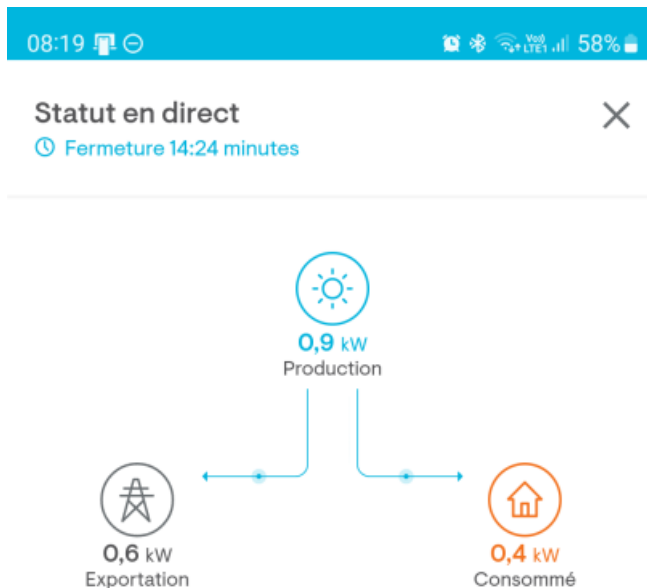 08:19 58%
Statut en direct
Fermeture 14:24 minutes
0,9 kW
Production
0,6 kW
Exportation
0,4 kW
Consommé